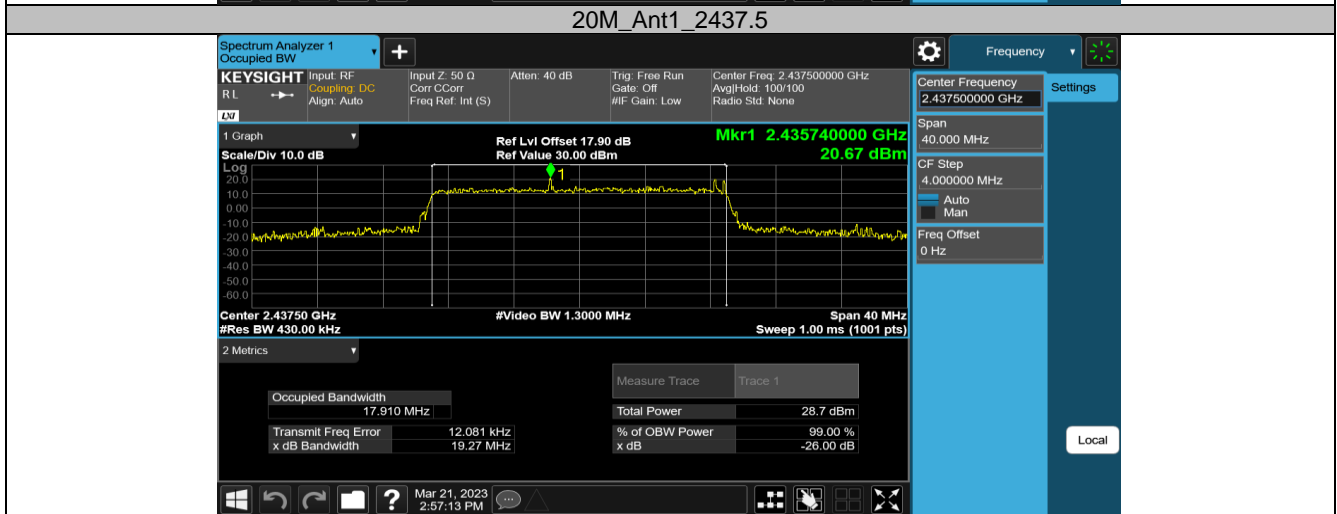 20M_Ant1_2437.5
Spectrum Analyzer 1
Occupied BW
+
Frequency
KEYSIGHT
RL
LXI
Input: RF
Coupling: DC
Align: Auto
Input Z: 50 Ω
Corr CCorr
Freq Ref: Int (S)
Atten: 40 dB
Trig: Free Run
Gate: Off
#IF Gain: Low
Center Freq: 2.437500000 GHz
Avg|Hold: 100/100
Radio Std: None
Center Frequency
2.437500000 GHz
Settings
Span
40.000 MHz
CF Step
4.000000 MHz
Auto
Man
Freq Offset
0 Hz
Local
1 Graph
Scale/Div 10.0 dB
Ref Lvl Offset 17.90 dB
Ref Value 30.00 dBm
Mkr1 2.435740000 GHz
20.67 dBm
Log
1
20.0
10.0
0.00
-10.0
-20.0
-30.0
-40.0
-50.0
-60.0
Center 2.43750 GHz
#Res BW 430.00 kHz
#Video BW 1.3000 MHz
Span 40 MHz
Sweep 1.00 ms (1001 pts)
2 Metrics
Measure Trace Trace 1
Occupied Bandwidth
17.910 MHz
Total Power 28.7 dBm
Transmit Freq Error 12.081 kHz
% of OBW Power 99.00 %
x dB Bandwidth 19.27 MHz
x dB -26.00 dB
?
Mar 21, 2023
2:57:13 PM